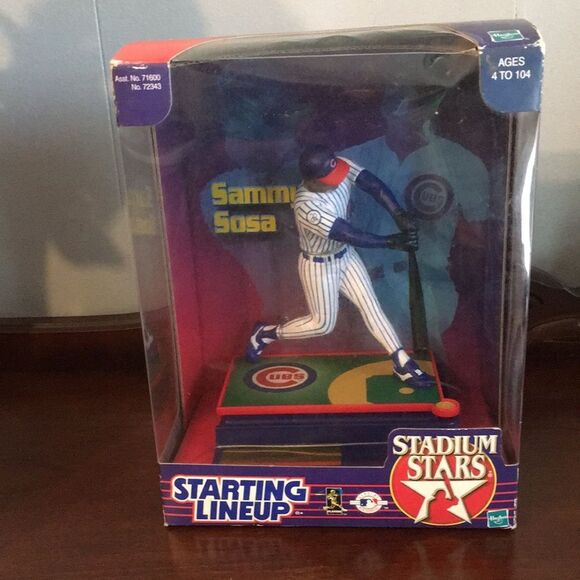 Asst. No. 71600
No. 72343
Hasbro
AGES
4 TO 104
Sammy
Sosa
CUBS
STADIUM
STARS
STARTING
LINEUP
Hasbro